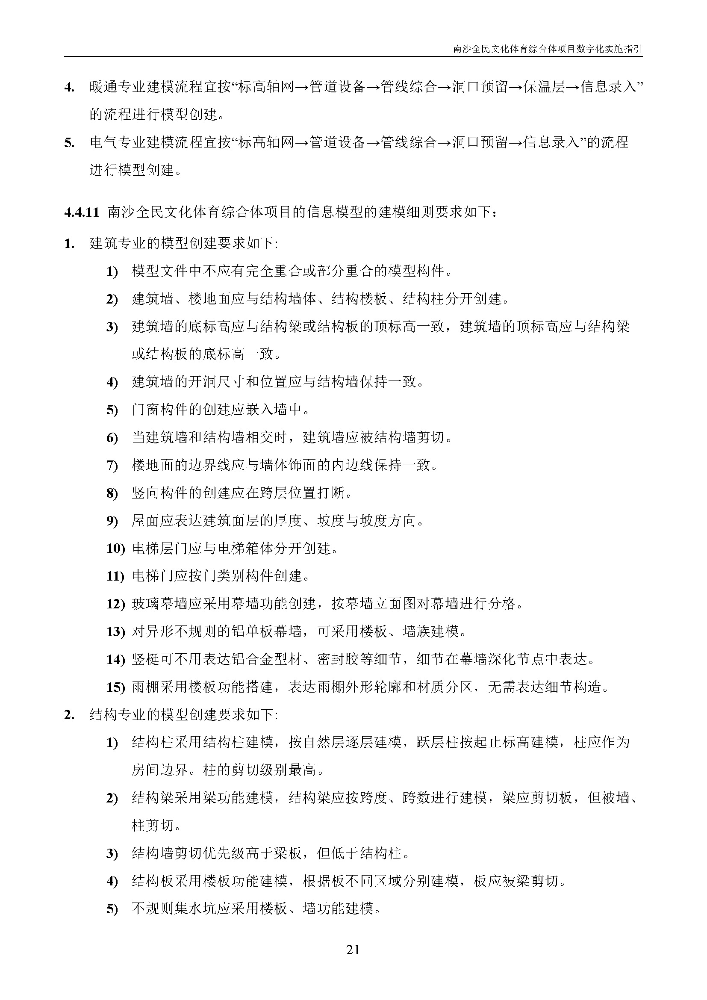 南沙全民文化体育综合体项目数字化实施指引
4. 暖通专业建模流程宜按“标高轴网→管道设备→管线综合→洞口预留→保温层→信息录入”
的流程进行模型创建。
5. 电气专业建模流程宜按“标高轴网→管道设备→管线综合→洞口预留→信息录入”的流程
进行模型创建。
4.4.11 南沙全民文化体育综合体项目的信息模型的建模细则要求如下：
1. 建筑专业的模型创建要求如下:
1) 模型文件中不应有完全重合或部分重合的模型构件。
2) 建筑墙、楼地面应与结构墙体、结构楼板、结构柱分开创建。
3) 建筑墙的底标高应与结构梁或结构板的顶标高一致，建筑墙的顶标高应与结构梁
或结构板的底标高一致。
4) 建筑墙的开洞尺寸和位置应与结构墙保持一致。
5) 门窗构件的创建应嵌入墙中。
6) 当建筑墙和结构墙相交时，建筑墙应被结构墙剪切。
7) 楼地面的边界线应与墙体饰面的内边线保持一致。
8) 竖向构件的创建应在跨层位置打断。
9) 屋面应表达建筑面层的厚度、坡度与坡度方向。
10) 电梯层门应与电梯箱体分开创建。
11) 电梯门应按门类别构件创建。
12) 玻璃幕墙应采用幕墙功能创建，按幕墙立面图对幕墙进行分格。
13) 对异形不规则的铝单板幕墙，可采用楼板、墙族建模。
14) 竖梃可不用表达铝合金型材、密封胶等细节，细节在幕墙深化节点中表达。
15) 雨棚采用楼板功能搭建，表达雨棚外形轮廓和材质分区，无需表达细节构造。
2. 结构专业的模型创建要求如下:
1) 结构柱采用结构柱建模，按自然层逐层建模，跃层柱按起止标高建模，柱应作为
房间边界。柱的剪切级别最高。
2) 结构梁采用梁功能建模，结构梁应按跨度、跨数进行建模，梁应剪切板，但被墙、
柱剪切。
3) 结构墙剪切优先级高于梁板，但低于结构柱。
4) 结构板采用楼板功能建模，根据板不同区域分别建模，板应被梁剪切。
5) 不规则集水坑应采用楼板、墙功能建模。
21